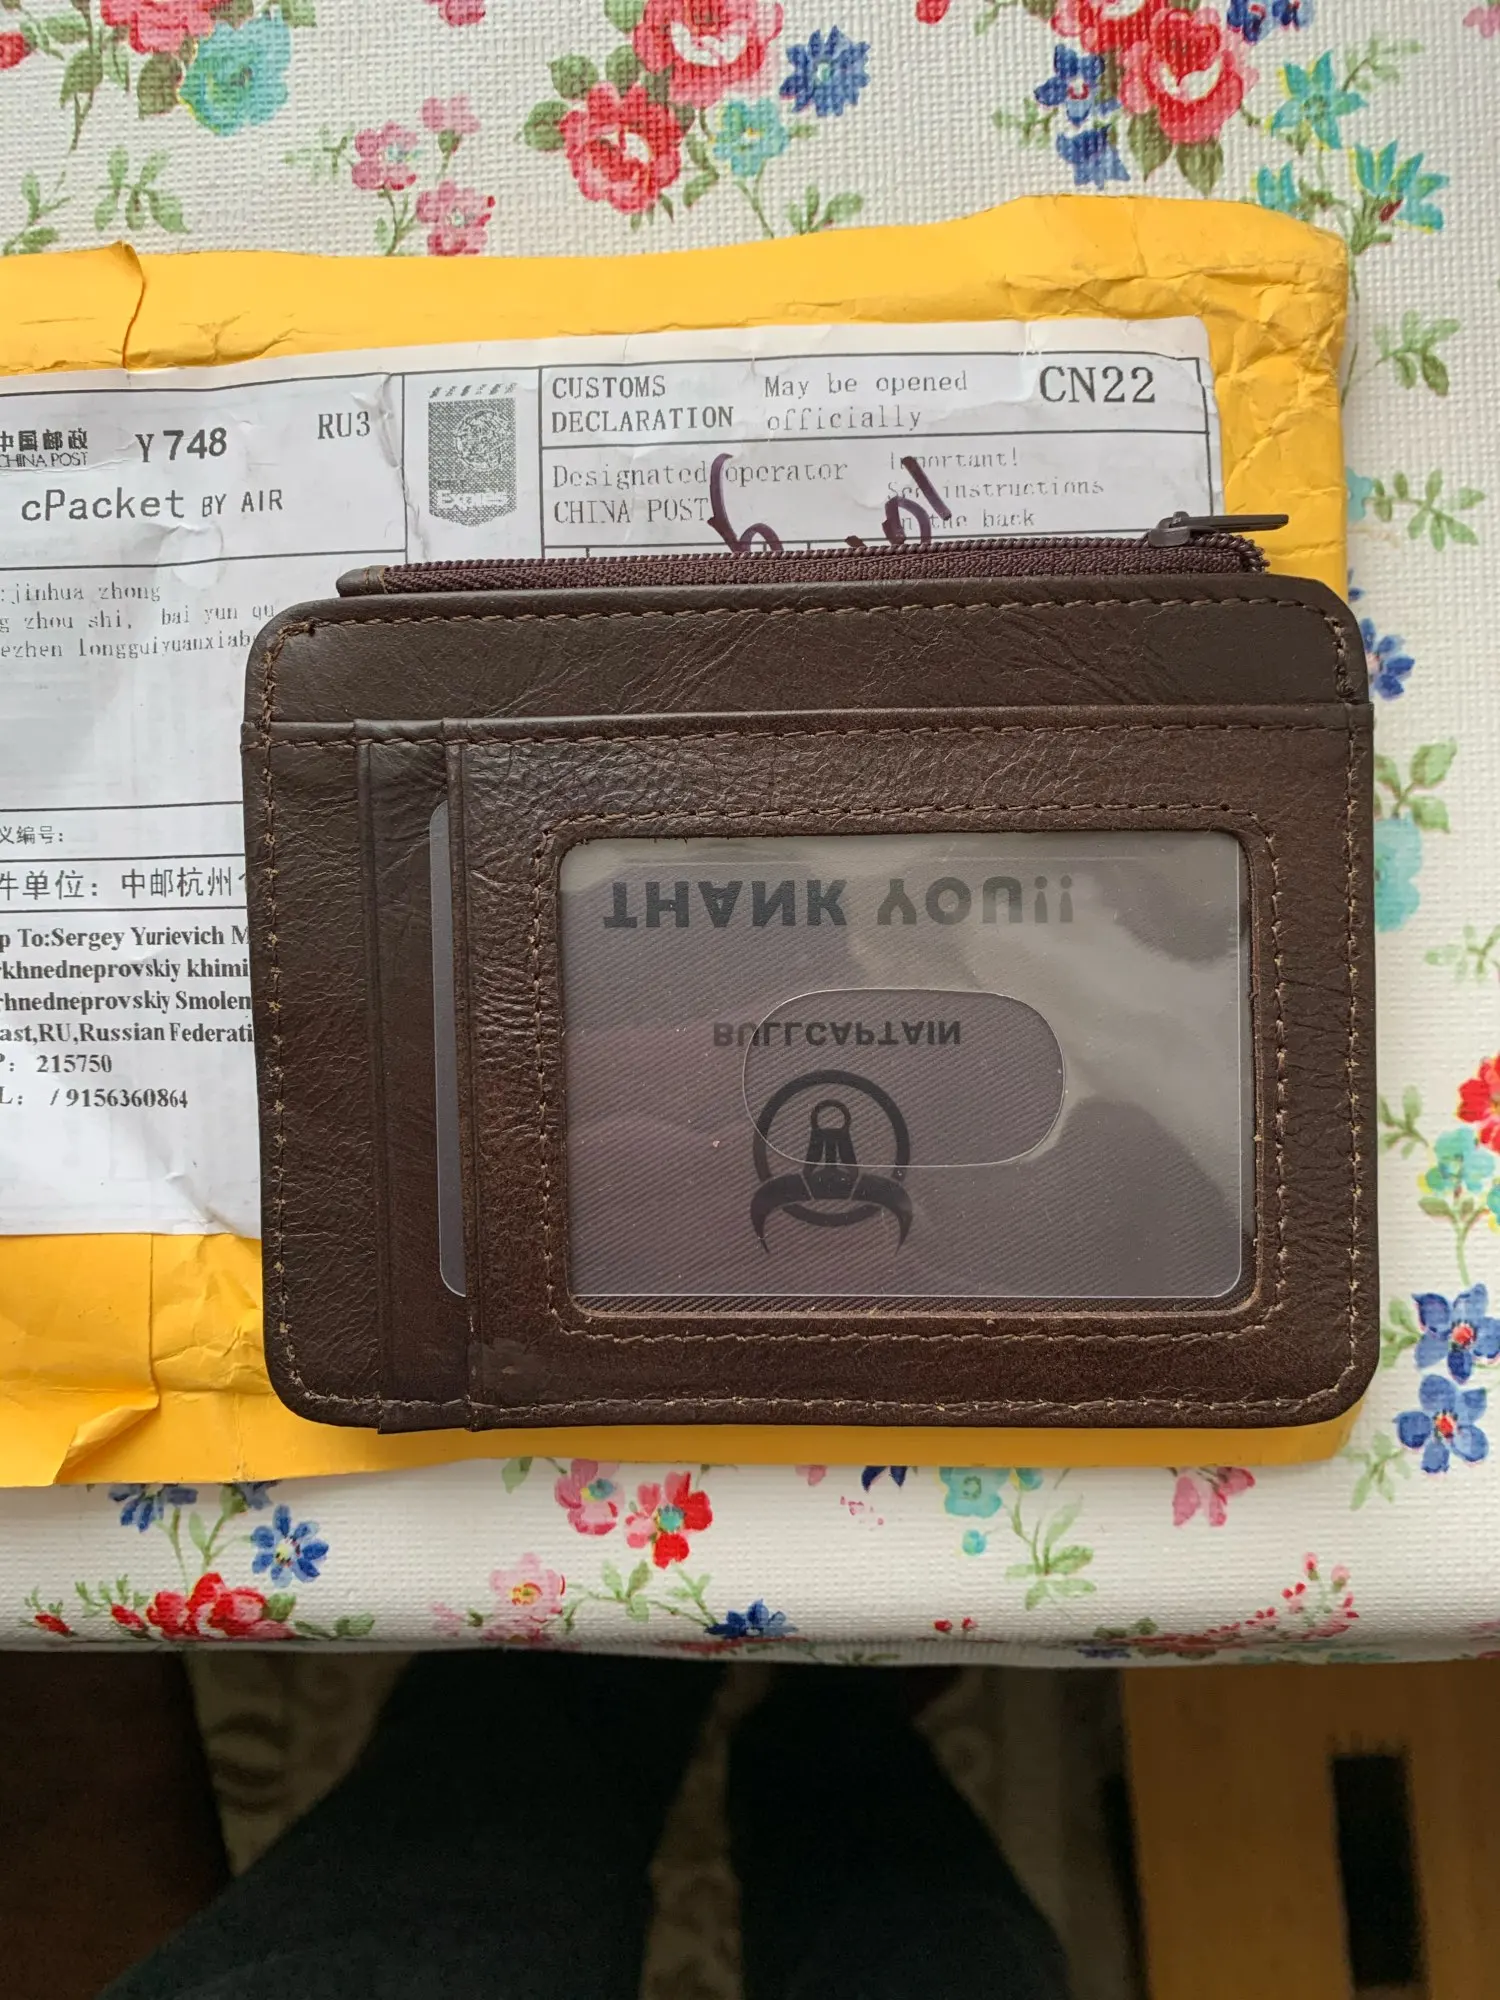 中国邮政
CHINA POST
Y748
RU3
cPacket BY AIR
Express
CUSTOMS
DECLARATION
May be opened
officially
CN22
Designated operator
CHINA POST
Important!
See instructions
on the back
:jinhua zhong
g zhou shi, bai yun qu
ezhen longguiyuanxiab
义编号:
件单位: 中邮杭州
p To:Sergey Yurievich M
rkhnedneprovskiy khimi
rhnedneprovskiy Smolen
ast,RU,Russian Federati
P: 215750
L: /9156360864
THANK YOU!!
BULLCAPTAIN